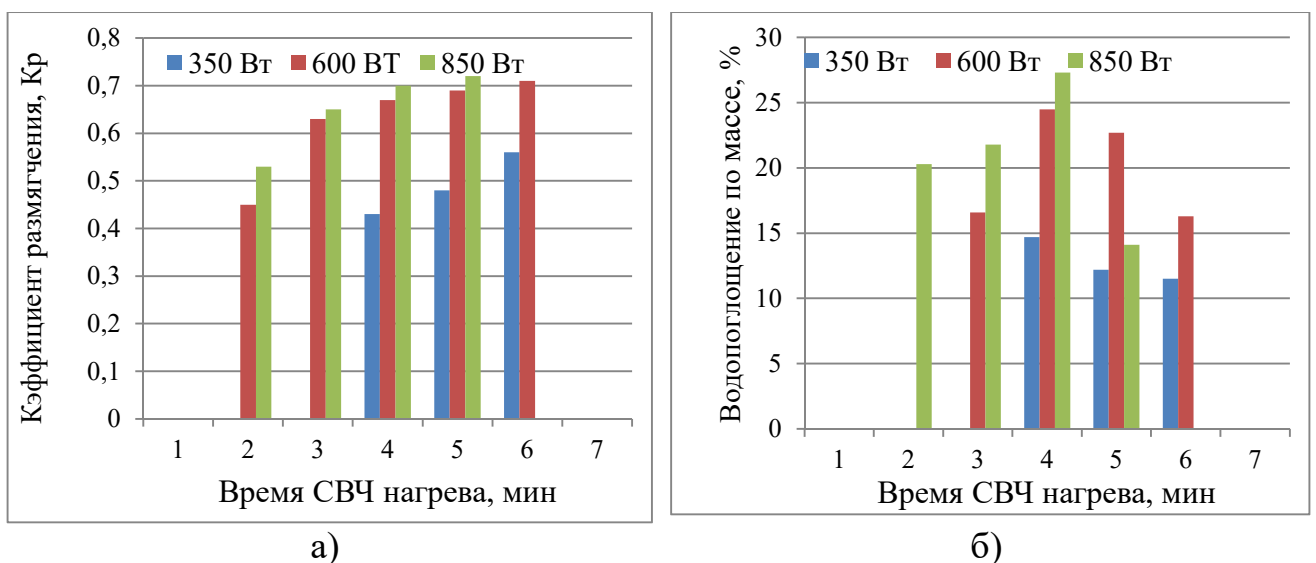 Кэффициент размягчения, Кр
0,8
0,7
0,6
0,5
0,4
0,3
0,2
0,1
0
350 Вт 600 ВТ 850 Вт
1 2 3 4 5 6 7
Время СВЧ нагрева, мин
а)
Водопоглощение по массе, %
30
25
20
15
10
5
0
350 Вт 600 Вт 850 Вт
1 2 3 4 5 6 7
Время СВЧ нагрева, мин
б)